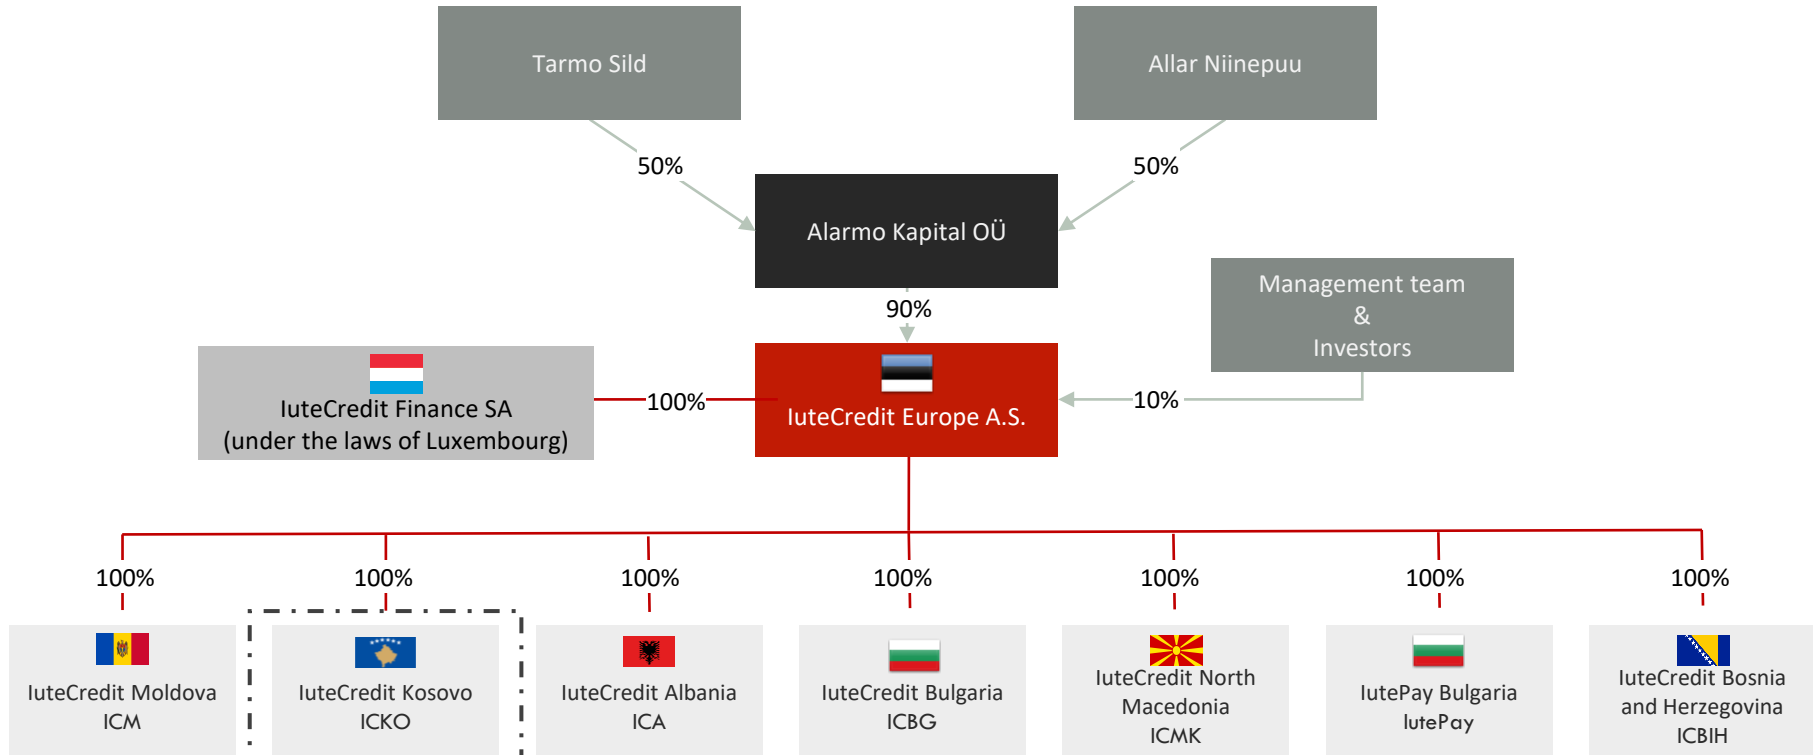 Tarmo Sild
Allar Niinepuu
50%
50%
Alarmo Kapital OÜ
90%
Management team
&
Investors
IuteCredit Finance SA
(under the laws of Luxembourg)
100%
IuteCredit Europe A.S.
10%
100%
100%
100%
100%
100%
100%
100%
IuteCredit Moldova
ICM
IuteCredit Kosovo
ICKO
IuteCredit Albania
ICA
IuteCredit Bulgaria
ICBG
IuteCredit North
Macedonia
ICMK
IutePay Bulgaria
IutePay
IuteCredit Bosnia
and Herzegovina
ICBIH